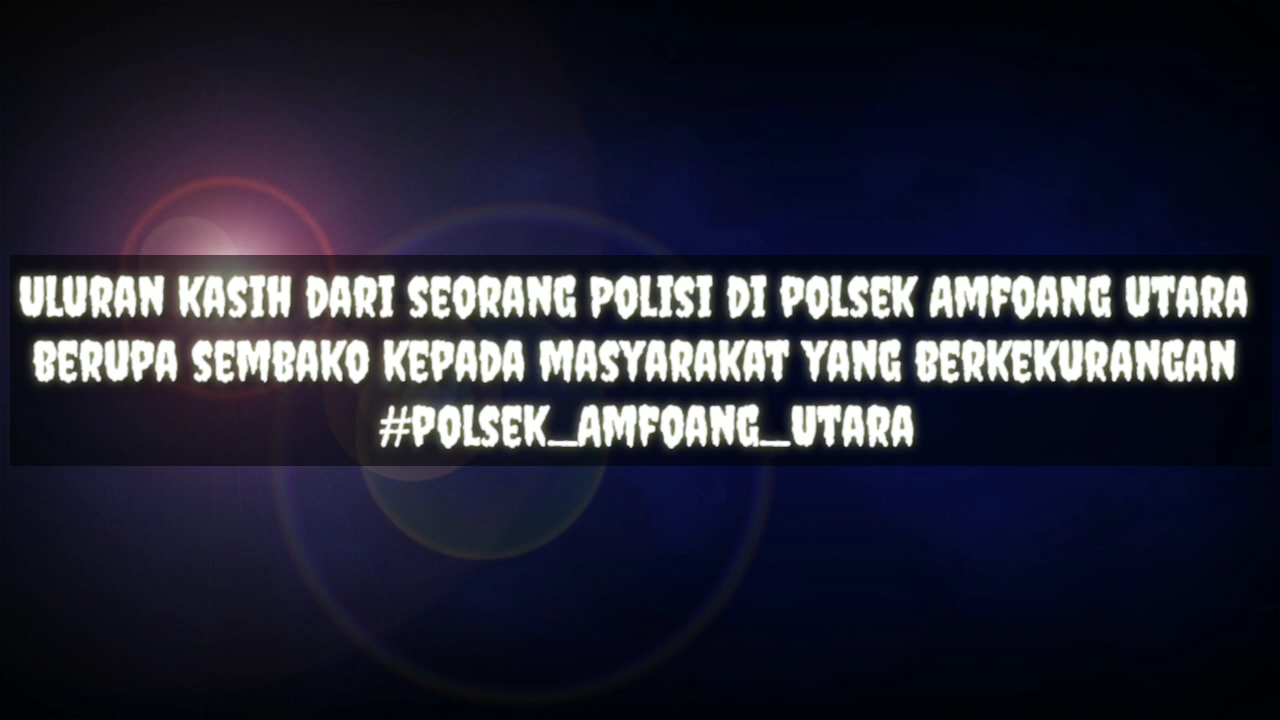 ULURAN KASIH DARI SEORANG POLISI DI POLSEK AMFOANG UTARA
BERUPA SEMBAKO KEPADA MASYARAKAT YANG BERKEKURANGAN
#POLSEK_AMFOANG_UTARA